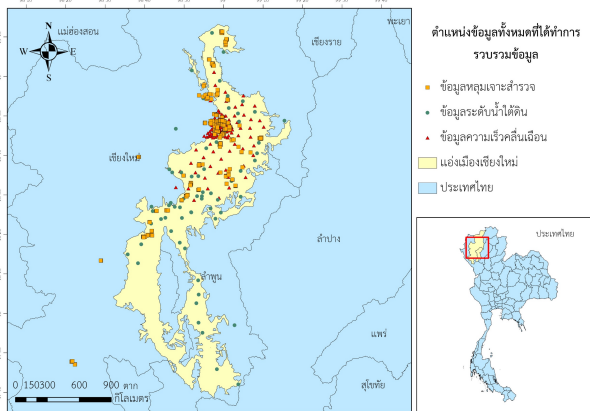 แม่ฮ่องสอน
เชียงราย
พะเยา
N
W
E
S
เชียงใหม่
ลำปาง
ลำพูน
แพร่
สุโขทัย
ตาก
0 150300 600 900
กิโลเมตร
ตำแหน่งข้อมูลทั้งหมดที่ได้ทำการ
รวบรวมข้อมูล
ข้อมูลหลุมเจาะสำรวจ
ข้อมูลระดับน้ำใต้ดิน
ข้อมูลความเร็วคลื่นเฉือน
แอ่งเมืองเชียงใหม่
ประเทศไทย
ประเทศไทย